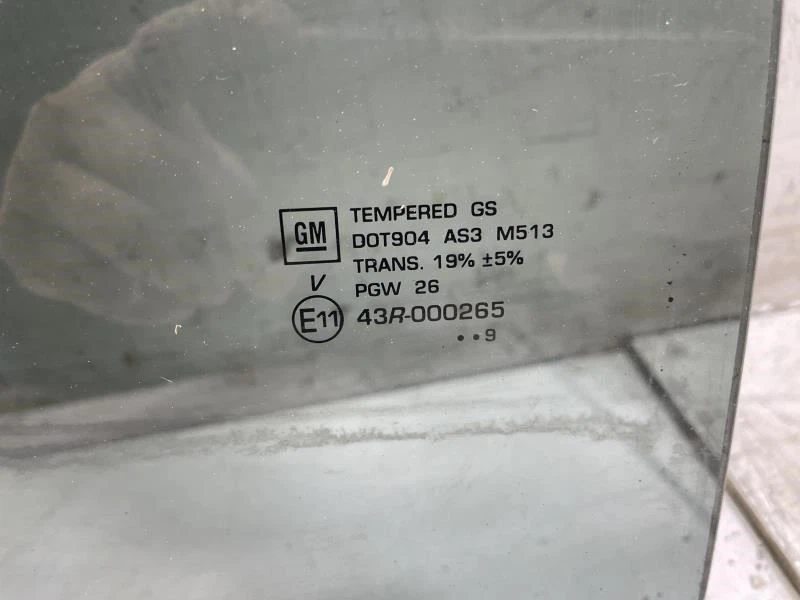 GM
TEMPERED GS
DOT904 AS3 M513
TRANS. 19% ±5%
V PGW 26
E11 43R-000265
••9